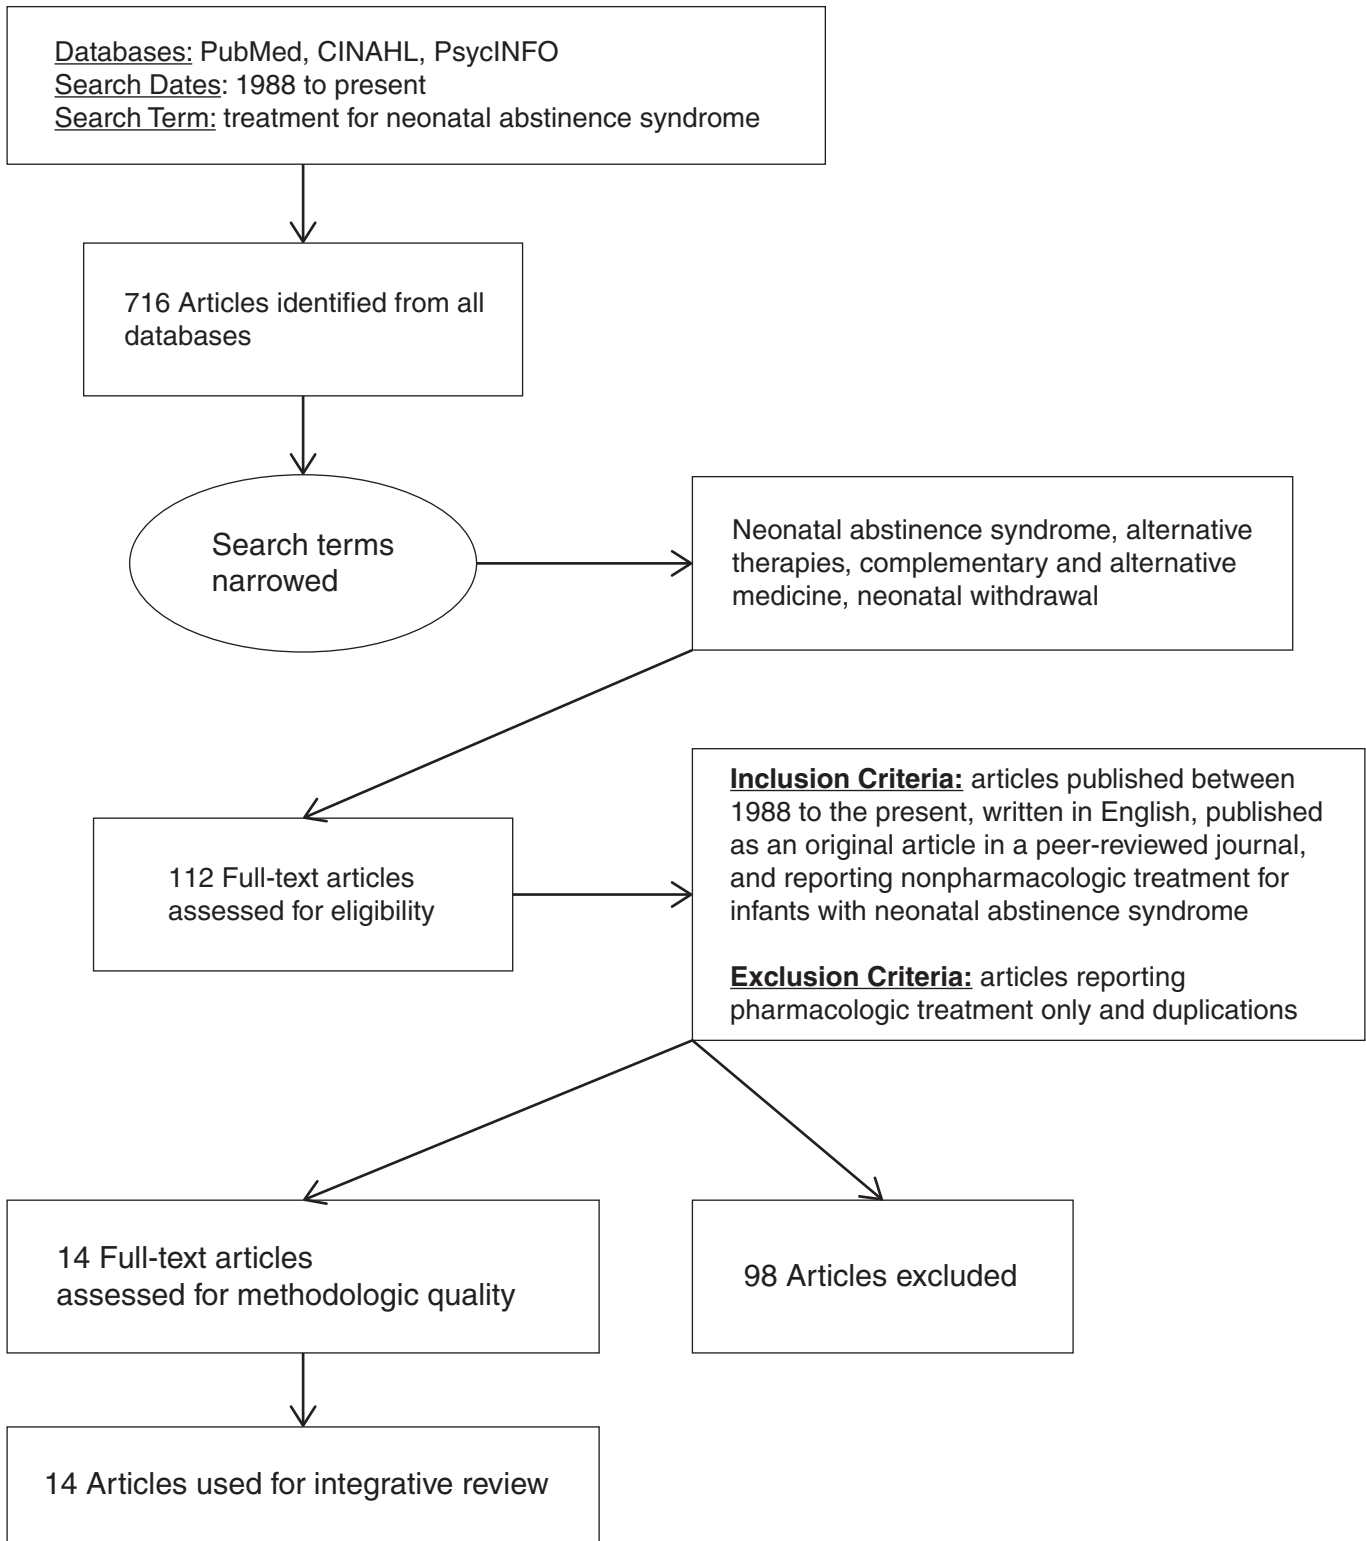 Databases: PubMed, CINAHL, PsycINFO
Search Dates: 1988 to present
Search Term: treatment for neonatal abstinence syndrome
716 Articles identified from all
databases
Search terms
narrowed
Neonatal abstinence syndrome, alternative
therapies, complementary and alternative
medicine, neonatal withdrawal
112 Full-text articles
assessed for eligibility
Inclusion Criteria: articles published between
1988 to the present, written in English, published
as an original article in a peer-reviewed journal,
and reporting nonpharmacologic treatment for
infants with neonatal abstinence syndrome
Exclusion Criteria: articles reporting
pharmacologic treatment only and duplications
14 Full-text articles
assessed for methodologic quality
98 Articles excluded
14 Articles used for integrative review